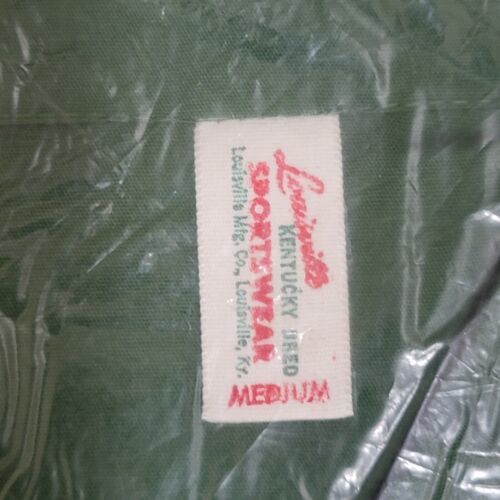 Louisville
KENTUCKY BRED
SPORTSWEAR
Louisville Mfg. Co., Louisville, Ky.
MEDIUM